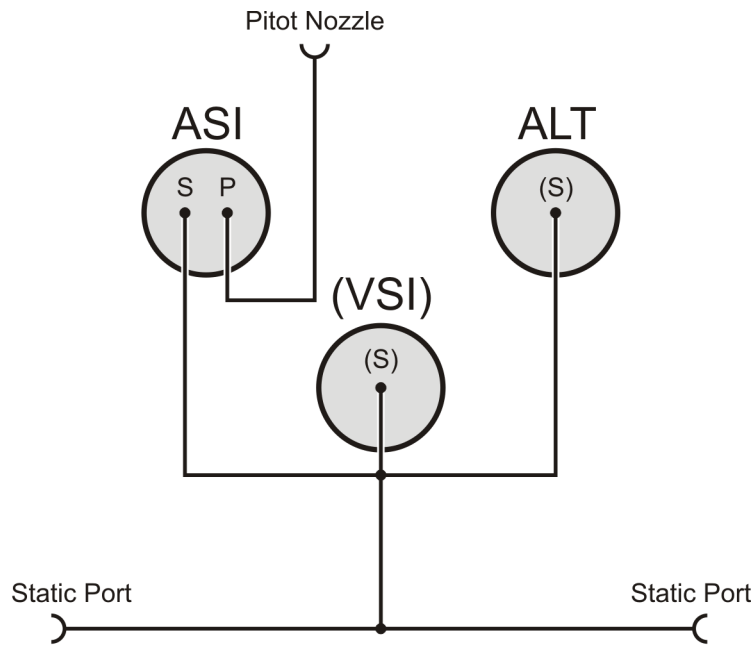 Pitot Nozzle
ASI
ALT
S P
(S)
(VSI)
(S)
Static Port
Static Port